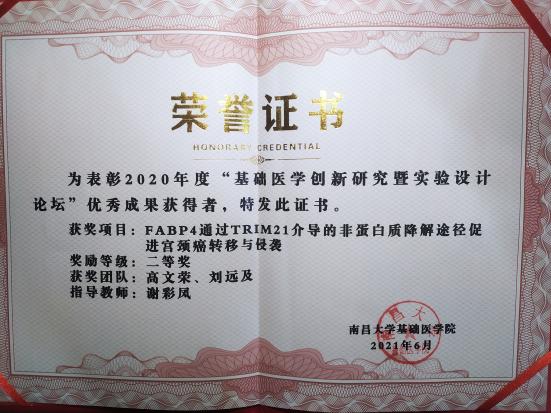 荣誉证书
HONORARY CREDENTIAL
为表彰2020年度“基础医学创新研究暨实验设计
论坛”优秀成果获得者，特发此证书。
获奖项目：FABP4通过TRIM21介导的非蛋白质降解途径促
进宫颈癌转移与侵袭
奖励等级：二等奖
获奖团队：高文荣、刘远及
指导教师：谢彩凤
南昌大学基础医学院
2021年6月